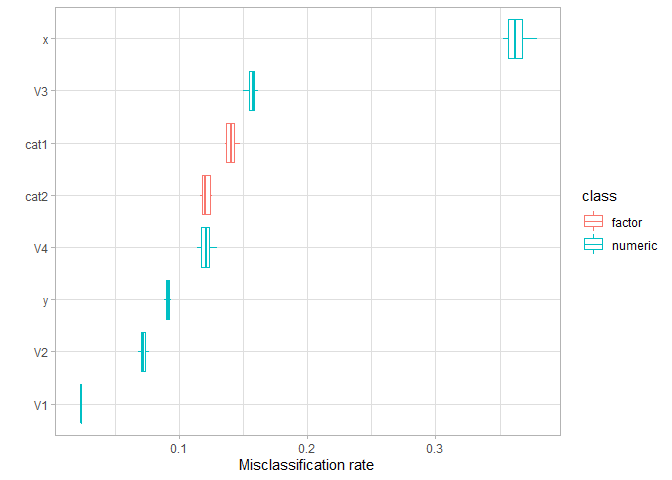 x
V3
cat1
cat2
V4
y
V2
V1
0.1 0.2 0.3
Misclassification rate
class
factor
numeric